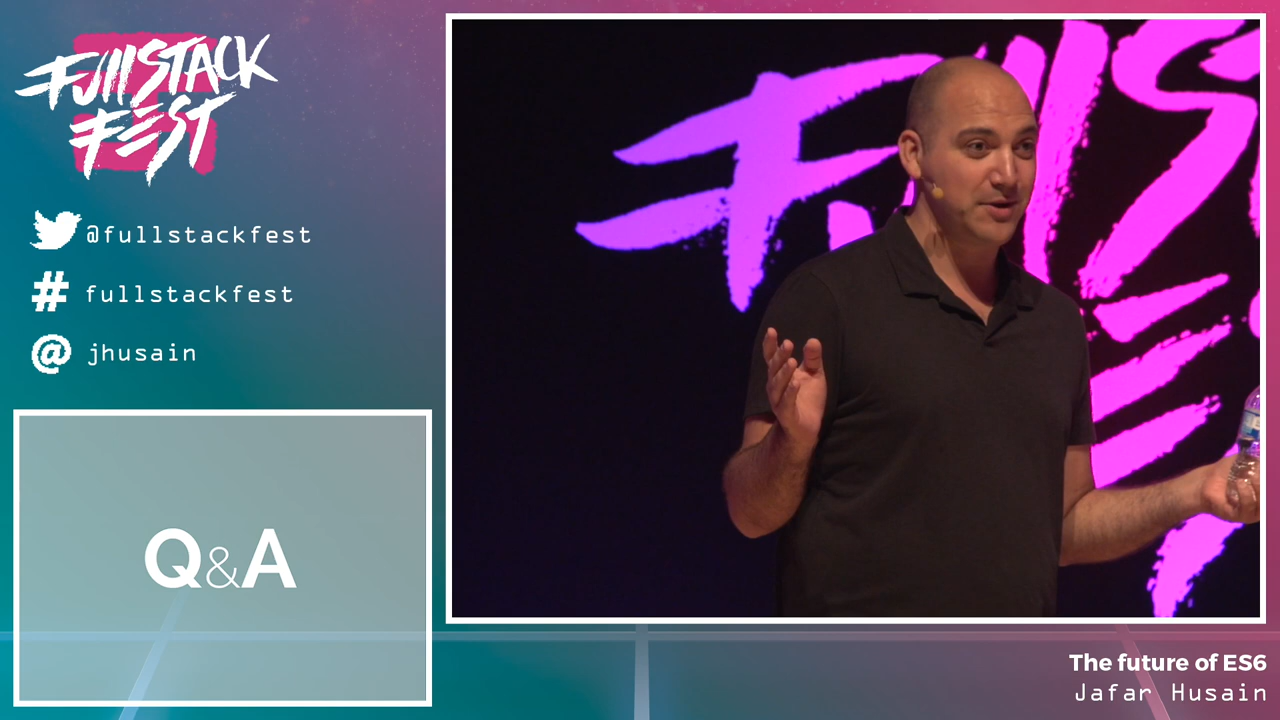 FullSTACK
FEST
@fullstackfest
# fullstackfest
@ jhusain
Q&A
The future of ES6
Jafar Husain